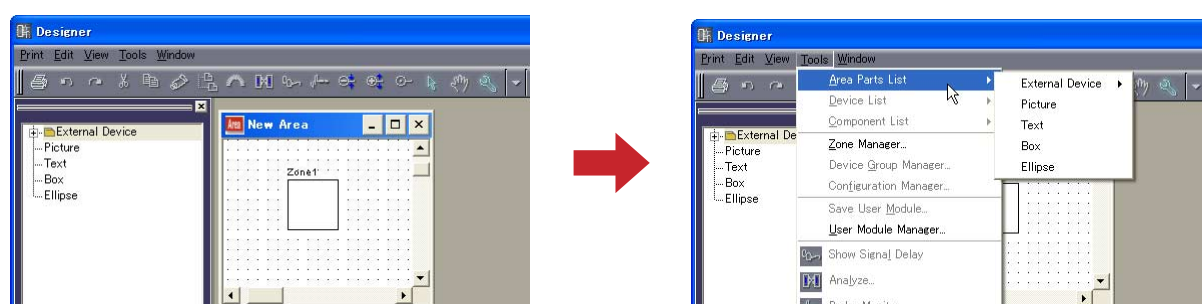 Designer
Print Edit View Tools Window
External Device
Picture
Text
Box
Ellipse
Area New Area
Zone1
Designer
Print Edit View Tools Window
Area Parts List
Device List
Component List
Zone Manager...
Device Group Manager...
Configuration Manager...
Save User Module...
User Module Manager...
Show Signal Delay
Analyze...
External Device
Picture
Text
Box
Ellipse
External De
Picture
Text
Box
Ellipse